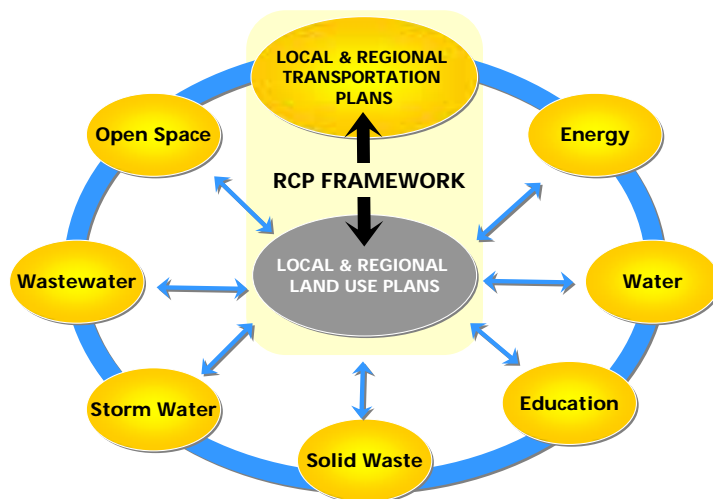 LOCAL & REGIONAL
TRANSPORTATION
PLANS
Open Space
Energy
RCP FRAMEWORK
LOCAL & REGIONAL
LAND USE PLANS
Wastewater
Water
Storm Water
Education
Solid Waste